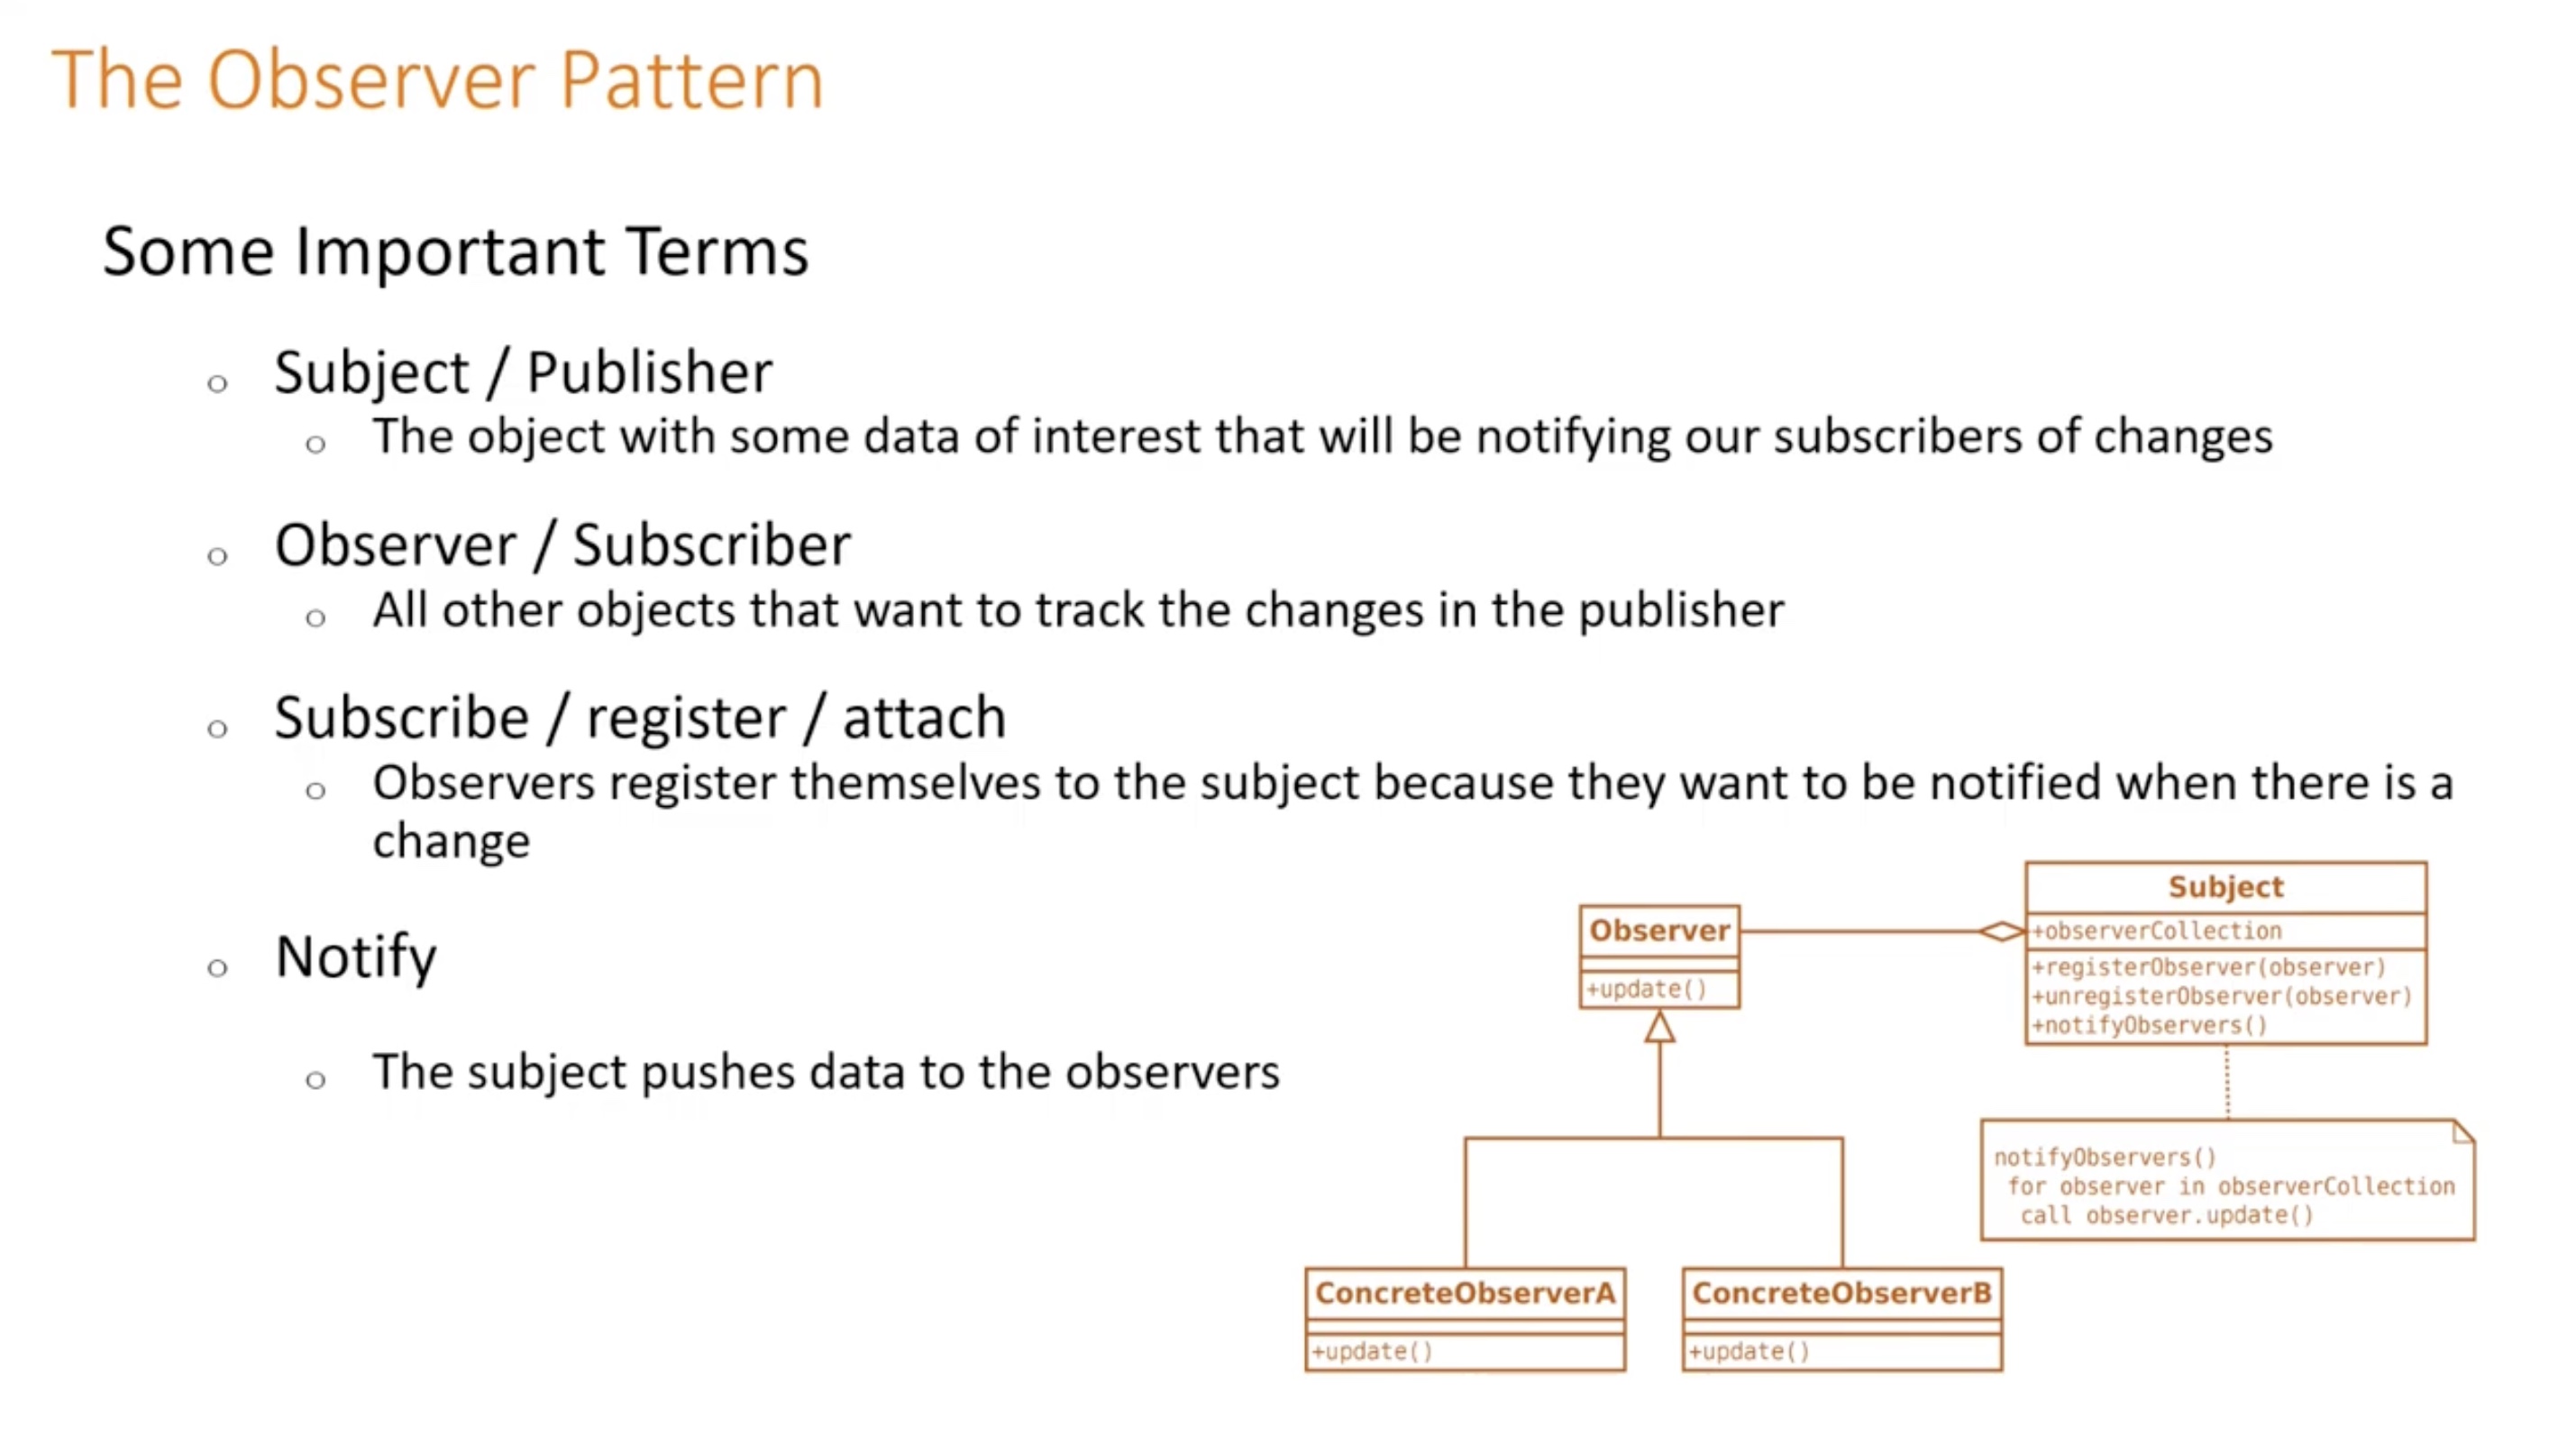 The Observer Pattern
Some Important Terms
Subject / Publisher
The object with some data of interest that will be notifying our subscribers of changes
Observer / Subscriber
All other objects that want to track the changes in the publisher
Subscribe / register / attach
Observers register themselves to the subject because they want to be notified when there is a
change
Notify
The subject pushes data to the observers
Observer
+update()
Subject
+observerCollection
+registerObserver(observer)
+unregisterObserver(observer)
+notifyObservers()
notifyObservers()
for observer in observerCollection
call observer.update()
ConcreteObserverA
+update()
ConcreteObserverB
+update()